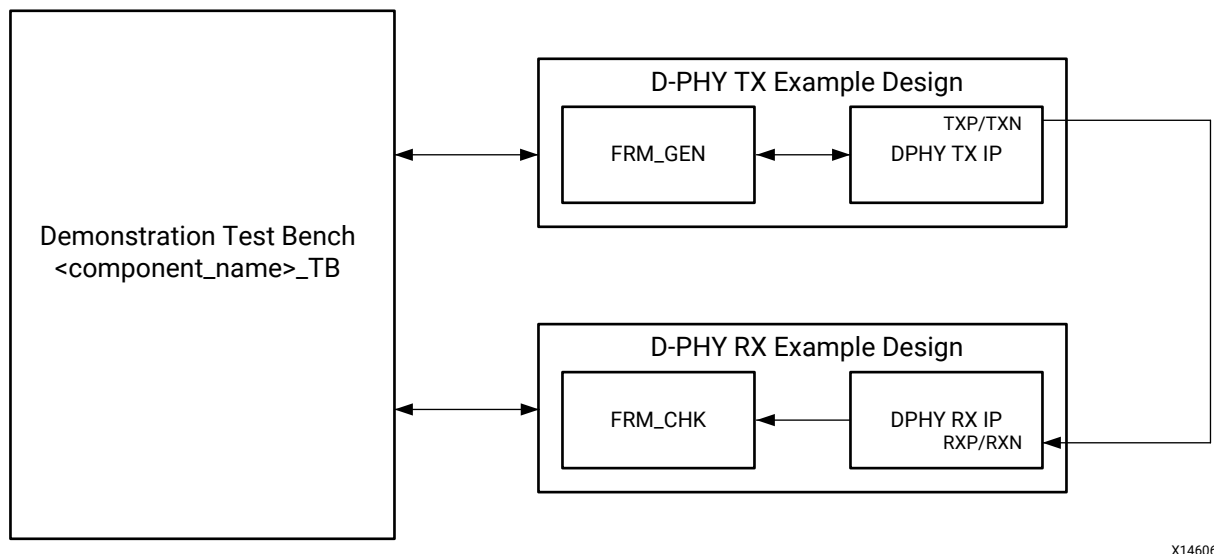 Demonstration Test Bench
<component_name>_TB
D-PHY TX Example Design
FRM_GEN
TXP/TXN
DPHY TX IP
D-PHY RX Example Design
FRM_CHK
DPHY RX IP
RXP/RXN
X14606